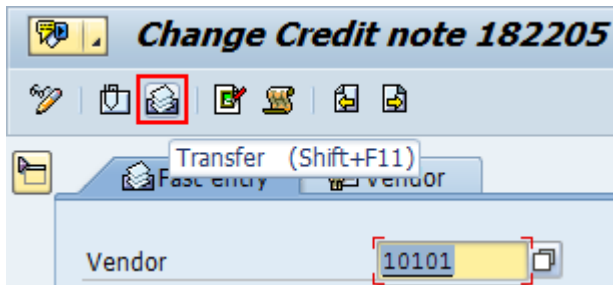 Change Credit note 182205
Transfer (Shift+F11)
Fast entry
Vendor
Vendor 10101